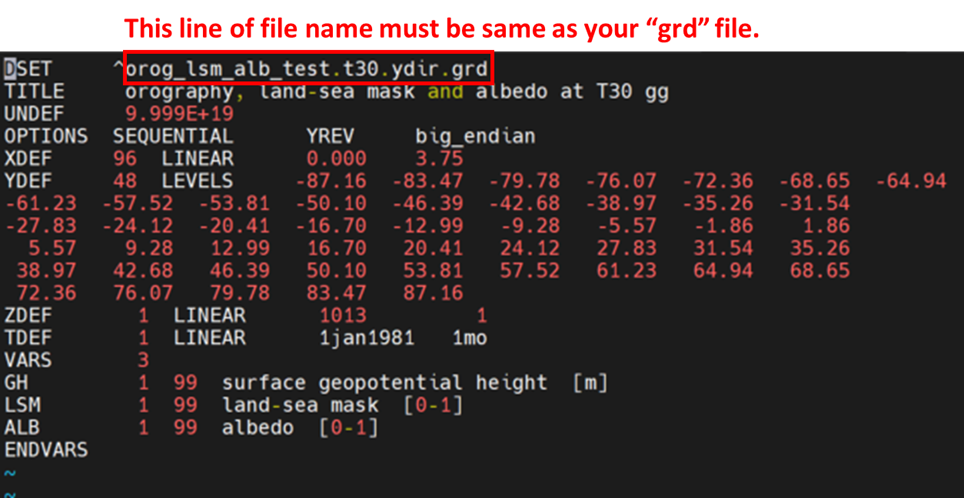 This line of file name must be same as your “grd” file.
DSET ^orog_lsm_alb_test.t30.ydir.grd
TITLE orography, land-sea mask and albedo at T30 gg
UNDEF 9.999E+19
OPTIONS SEQUENTIAL YREV big_endian
XDEF 96 LINEAR 0.000 3.75
YDEF 48 LEVELS -87.16 -83.47 -79.78 -76.07 -72.36 -68.65 -64.94
-61.23 -57.52 -53.81 -50.10 -46.39 -42.68 -38.97 -35.26 -31.54
-27.83 -24.12 -20.41 -16.70 -12.99 -9.28 -5.57 -1.86 1.86
5.57 9.28 12.99 16.70 20.41 24.12 27.83 31.54 35.26
38.97 42.68 46.39 50.10 53.81 57.52 61.23 64.94 68.65
72.36 76.07 79.78 83.47 87.16
ZDEF 1 LINEAR 1013 1
TDEF 1 LINEAR 1jan1981 1mo
VARS 3
GH 1 99 surface geopotential height [m]
LSM 1 99 land-sea mask [0-1]
ALB 1 99 albedo [0-1]
ENDVARS
~
~